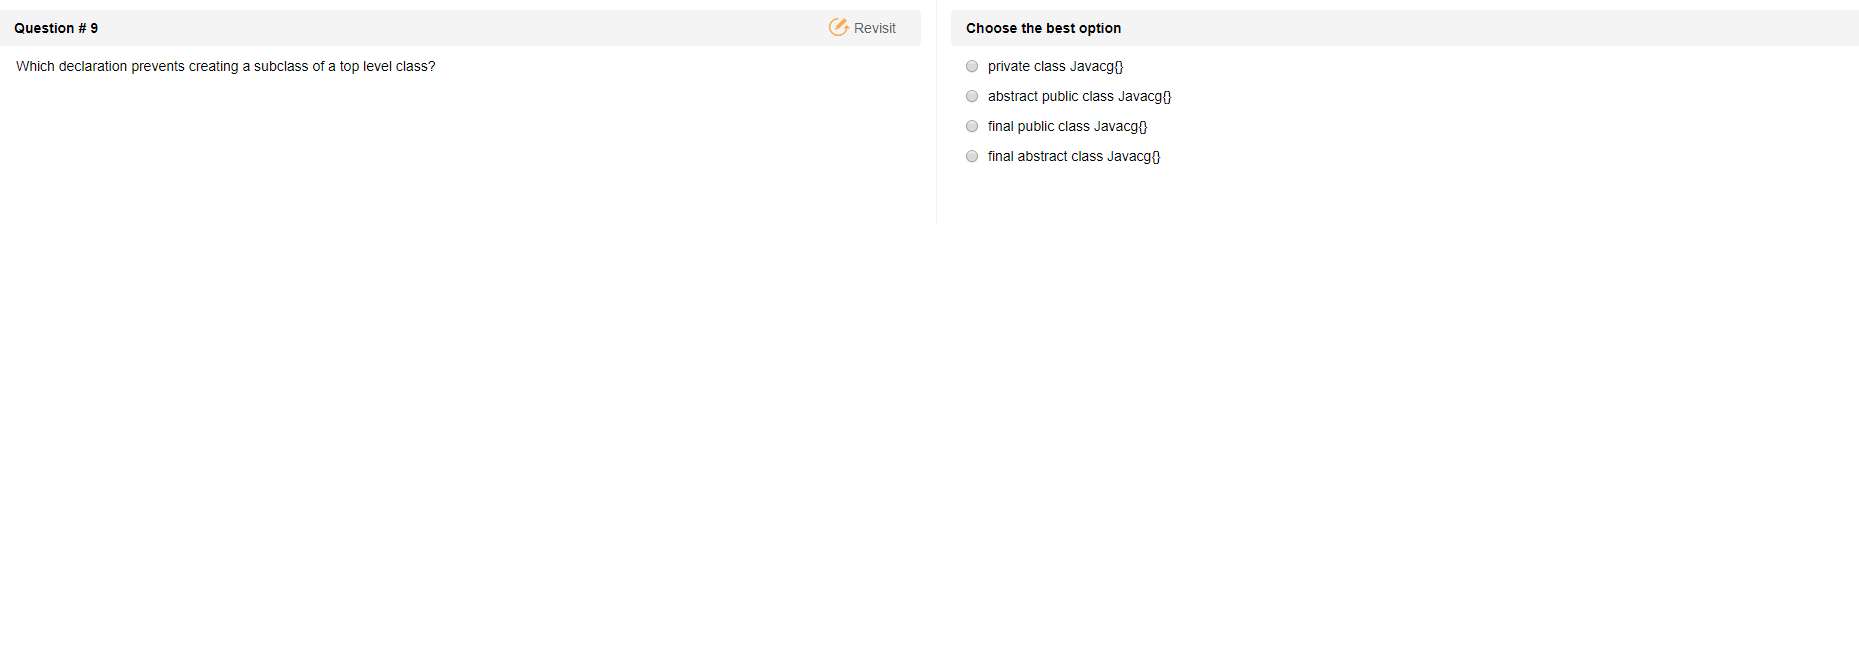 Question # 9
Revisit
Which declaration prevents creating a subclass of a top level class?
Choose the best option
private class Javacg{}
abstract public class Javacg{}
final public class Javacg{}
final abstract class Javacg{}